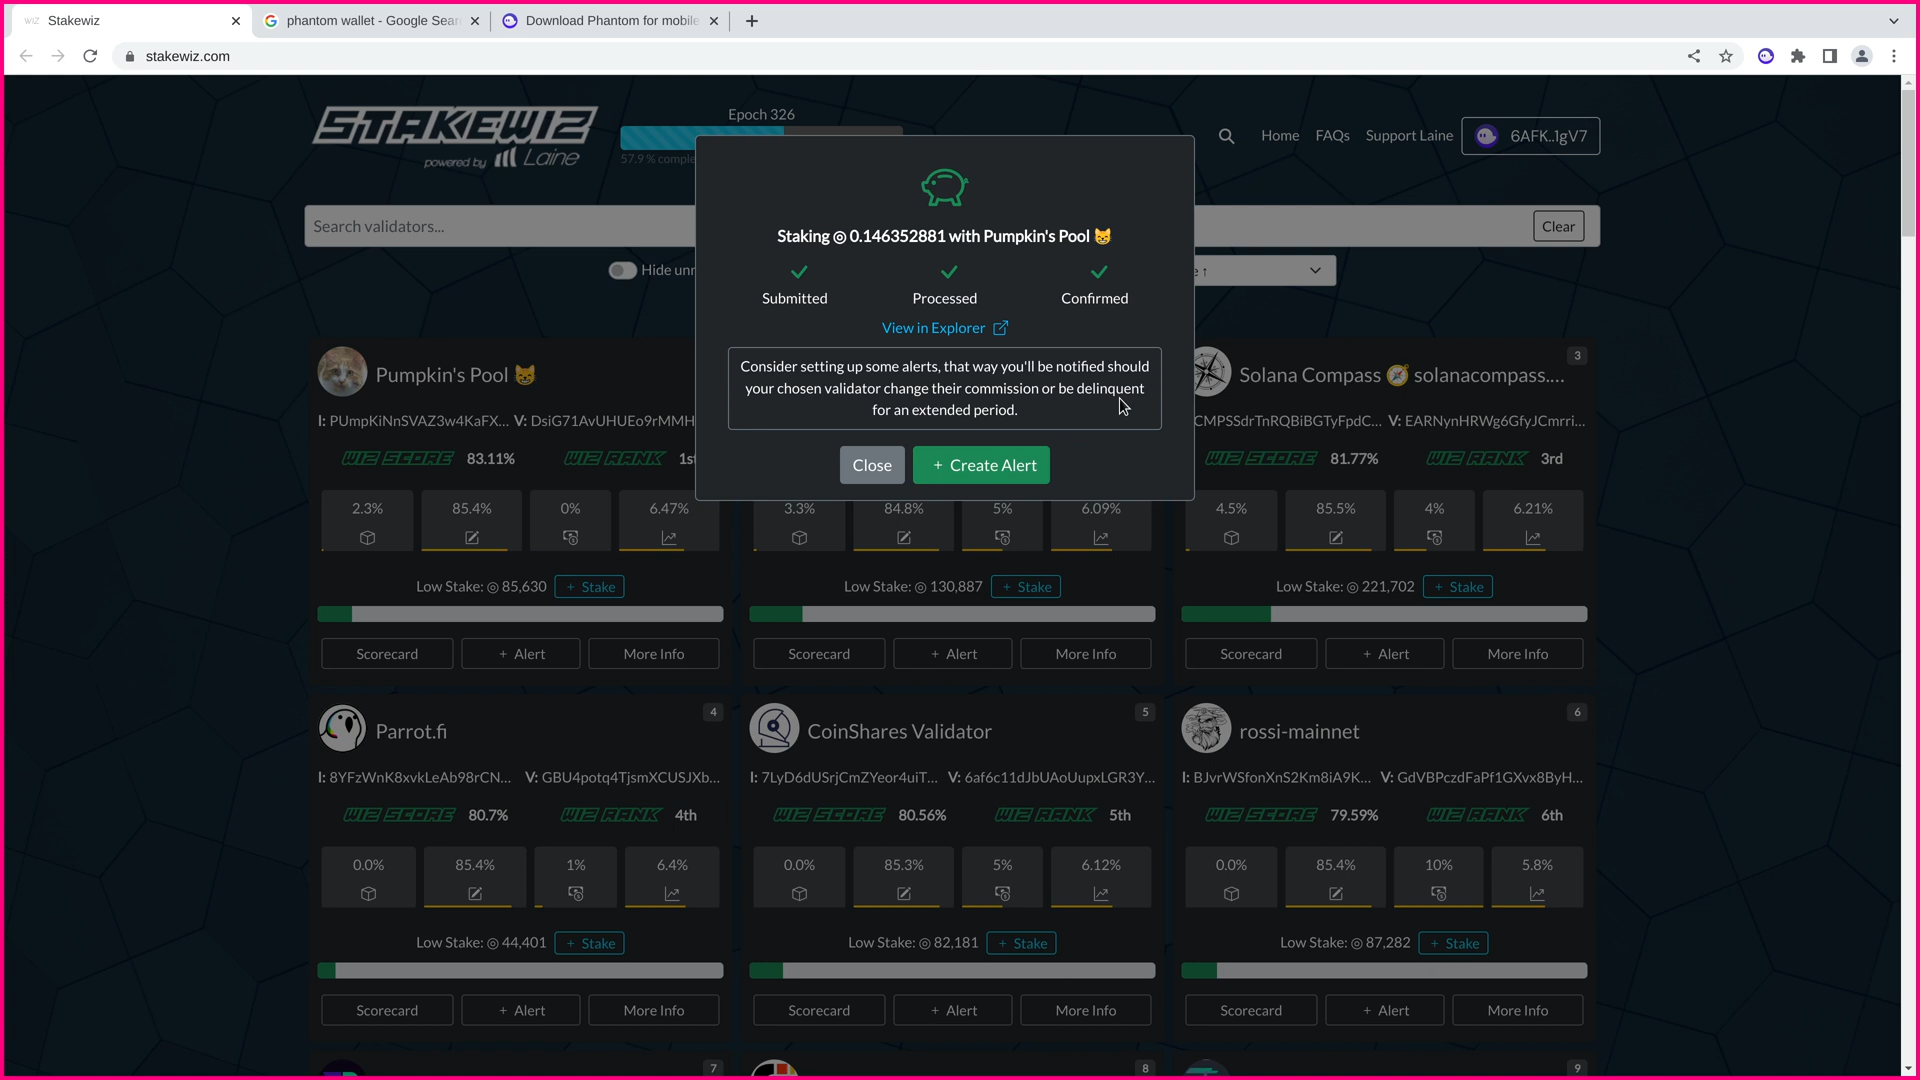 Stakewiz
phantom wallet - Google Sear
Download Phantom for mobile
stakewiz.com
STAKEWIZ
powered by Laine
Epoch 326
57.9 % comple
Home FAQs Support Laine 6AFK..1gV7
Search validators...
Clear
Hide unr
e ↑
Staking ◎ 0.146352881 with Pumpkin's Pool 😺
Submitted Processed Confirmed
View in Explorer
Consider setting up some alerts, that way you'll be notified should
your chosen validator change their commission or be delinquent
for an extended period.
Close + Create Alert
Pumpkin's Pool 😺
I: PUmpKiNnSVAZ3w4KaFX... V: DsiG71AvUHUEo9rMMH
WIZ SCORE 83.11% WIZ RANK 1st
2.3% 85.4% 0% 6.47%
Low Stake: ◎ 85,630 + Stake
Scorecard + Alert More Info
3.3% 84.8% 5% 6.09%
Low Stake: ◎ 130,887 + Stake
Scorecard + Alert More Info
3
Solana Compass 🧭 solanacompass....
CMPSSdrTnRQBiBGTyFpdC... V: EARNynHRWg6GfyJCmrri...
WIZ SCORE 81.77% WIZ RANK 3rd
4.5% 85.5% 4% 6.21%
Low Stake: ◎ 221,702 + Stake
Scorecard + Alert More Info
4
Parrot.fi
I: 8YFzWnK8xvkLeAb98rCN... V: GBU4potq4TjsmXCUSJXb...
WIZ SCORE 80.7% WIZ RANK 4th
0.0% 85.4% 1% 6.4%
Low Stake: ◎ 44,401 + Stake
Scorecard + Alert More Info
5
CoinShares Validator
I: 7LyD6dUSrjCmZYeor4uiT... V: 6af6c11dJbUAoUupxLGR3Y...
WIZ SCORE 80.56% WIZ RANK 5th
0.0% 85.3% 5% 6.12%
Low Stake: ◎ 82,181 + Stake
Scorecard + Alert More Info
6
rossi-mainnet
I: BJvrWSfonXnS2Km8iA9K... V: GdVBPczdFaPf1GXvx8ByH...
WIZ SCORE 79.59% WIZ RANK 6th
0.0% 85.4% 10% 5.8%
Low Stake: ◎ 87,282 + Stake
Scorecard + Alert More Info
7
8
9